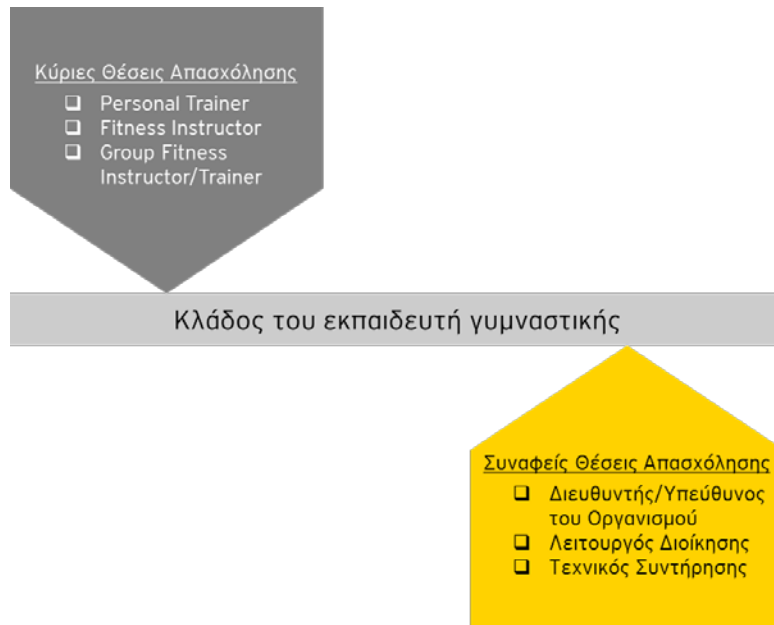 Κύριες Θέσεις Απασχόλησης
❑ Personal Trainer
❑ Fitness Instructor
❑ Group Fitness
Instructor/Trainer
Κλάδος του εκπαιδευτή γυμναστικής
Συναφείς Θέσεις Απασχόλησης
❑ Διευθυντής/Υπεύθυνος
του Οργανισμού
❑ Λειτουργός Διοίκησης
❑ Τεχνικός Συντήρησης